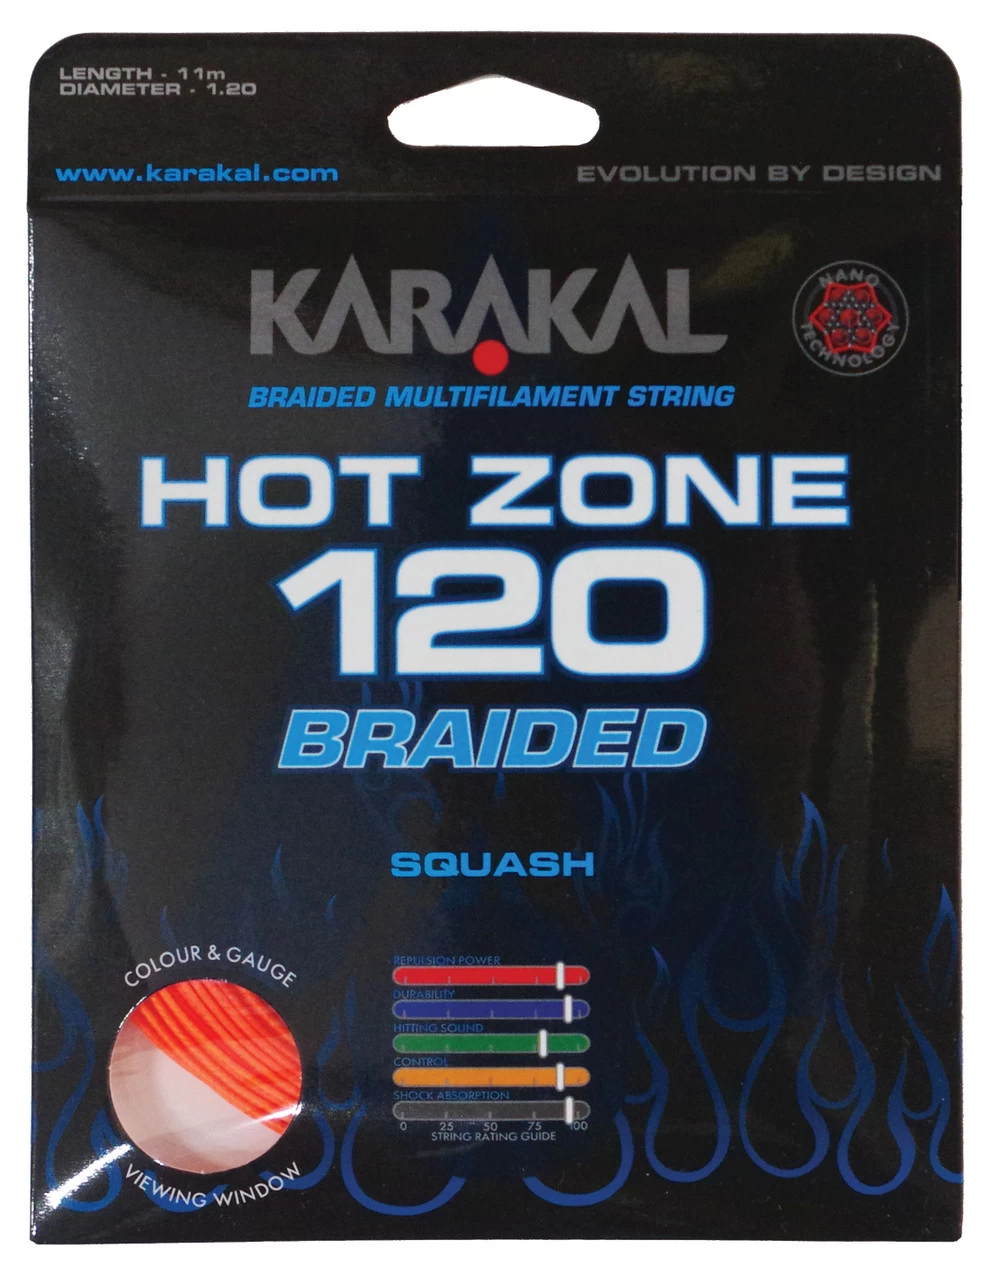 LENGTH - 11m
DIAMETER - 1.20
www.karakal.com
EVOLUTION BY DESIGN
KARAKAL
NANO
TECHNOLOGY
BRAIDED MULTIFILAMENT STRING
HOT ZONE
120
BRAIDED
SQUASH
COLOUR & GAUGE
VIEWING WINDOW
REPULSION POWER
DURABILITY
HITTING SOUND
CONTROL
SHOCK ABSORPTION
0 25 50 75 100
STRING RATING GUIDE